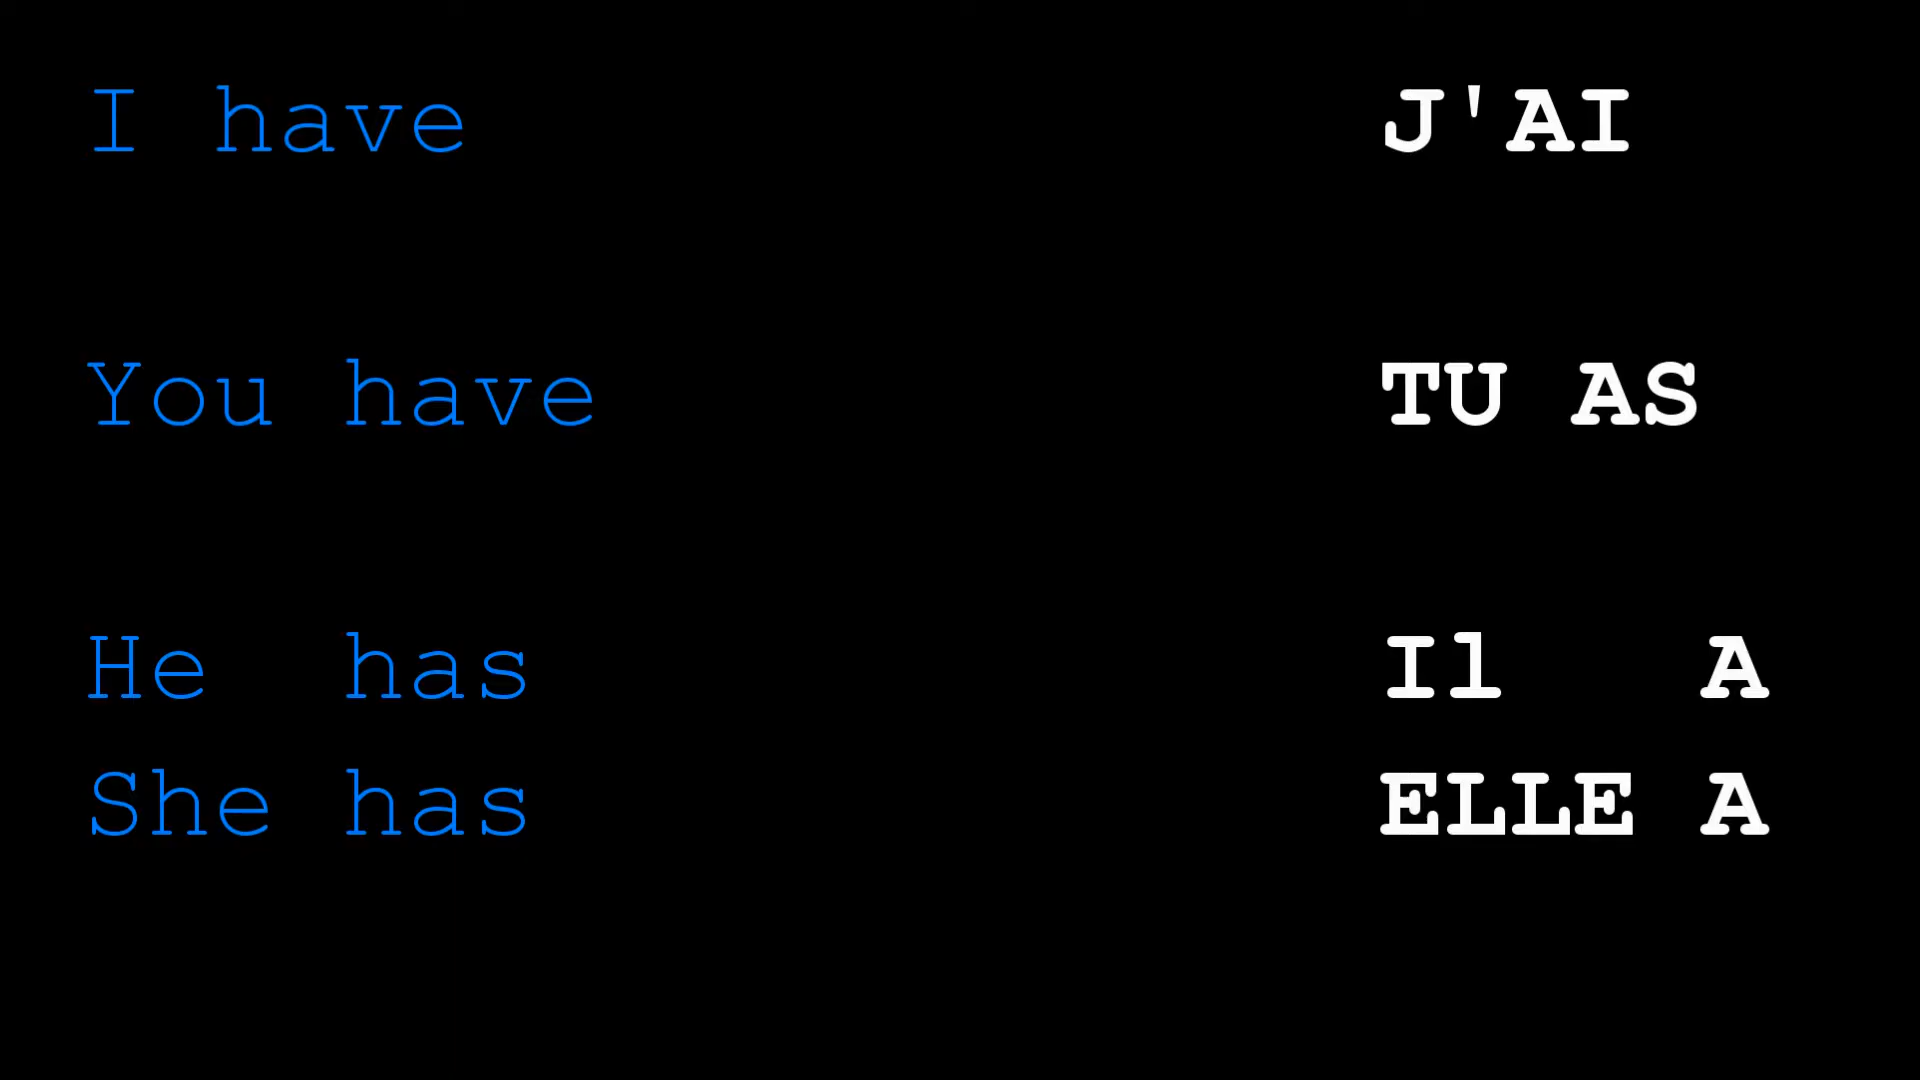 I have J'AI
You have TU AS
He has Il A
She has ELLE A